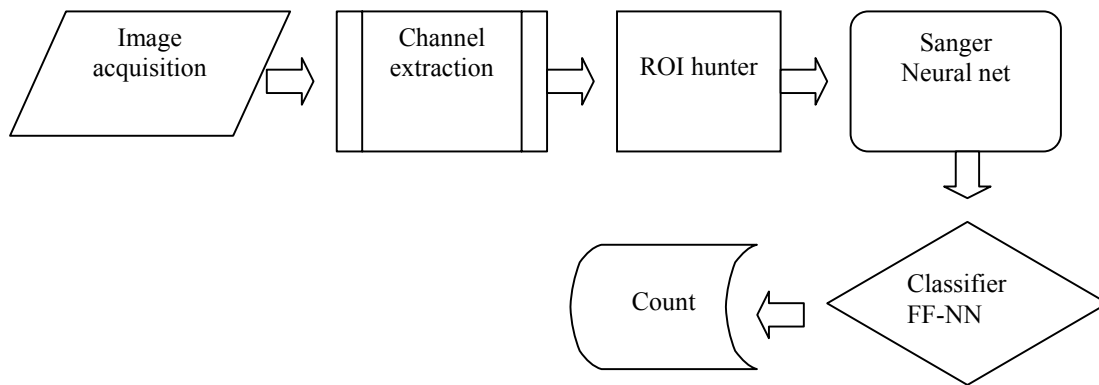 Image
acquisition
Channel
extraction
ROI hunter
Sanger
Neural net
Classifier
FF-NN
Count